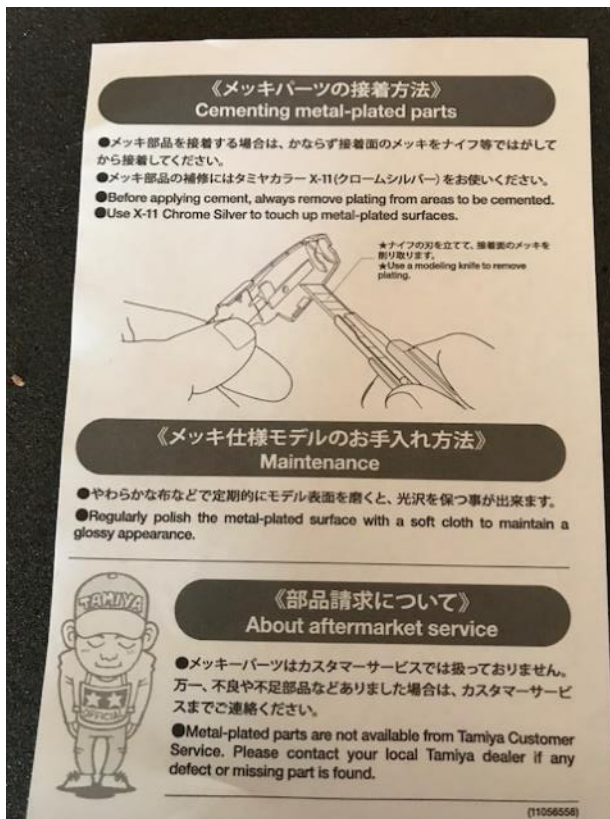 《メッキパーツの接着方法》
Cementing metal-plated parts
●メッキ部品を接着する場合は、かならず接着面のメッキをナイフ等ではがして
から接着してください。
●メッキ部品の補修にはタミヤカラー X-11(クロームシルバー)をお使いください。
●Before applying cement, always remove plating from areas to be cemented.
●Use X-11 Chrome Silver to touch up metal-plated surfaces.
★ナイフの刃を立てて、接着面のメッキを
削り取ります。
★Use a modeling knife to remove
plating.
《メッキ仕様モデルのお手入れ方法》
Maintenance
●やわらかな布などで定期的にモデル表面を磨くと、光沢を保つ事が出来ます。
●Regularly polish the metal-plated surface with a soft cloth to maintain a
glossy appearance.
TAMIYA
OFFICIAL
《部品請求について》
About aftermarket service
●メッキーパーツはカスタマーサービスでは扱っておりません。
万一、不良や不足部品などありました場合は、カスタマーサービ
スまでご連絡ください。
●Metal-plated parts are not available from Tamiya Customer
Service. Please contact your local Tamiya dealer if any
defect or missing part is found.
(11056556)